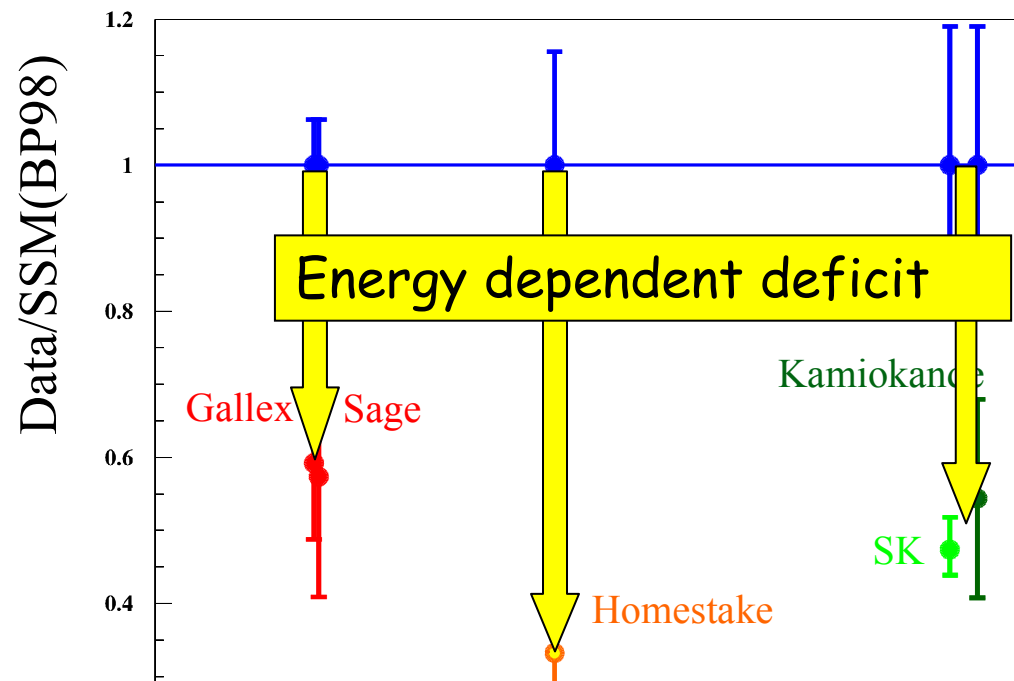 1.2
Data/SSM(BP98)
1
Energy dependent deficit
0.8
Kamiokande
Gallex Sage
0.6
SK
0.4
Homestake